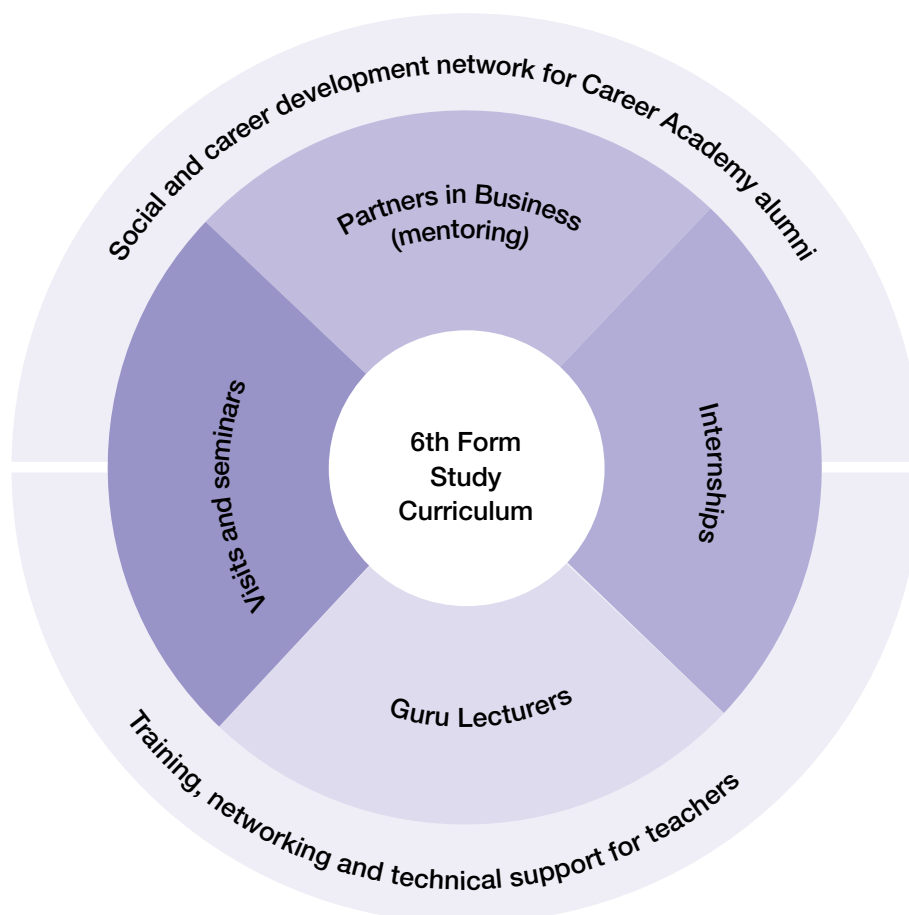 Social and career development network for Career Academy alumni
Partners in Business
(mentoring)
Visits and seminars
6th Form
Study
Curriculum
Internships
Guru Lecturers
Training, networking and technical support for teachers